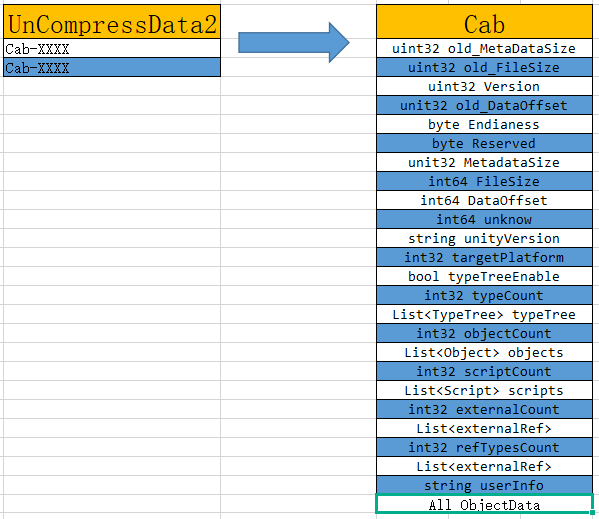 UnCompressData2
Cab-XXXX
Cab-XXXX
Cab
uint32 old_MetaDataSize
uint32 old_FileSize
uint32 Version
unit32 old_DataOffset
byte Endianess
byte Reserved
unit32 MetadataSize
int64 FileSize
int64 DataOffset
int64 unknow
string unityVersion
int32 targetPlatform
bool typeTreeEnable
int32 typeCount
List<TypeTree> typeTree
int32 objectCount
List<Object> objects
int32 scriptCount
List<Script> scripts
int32 externalCount
List<externalRef>
int32 refTypesCount
List<externalRef>
string userInfo
All ObjectData